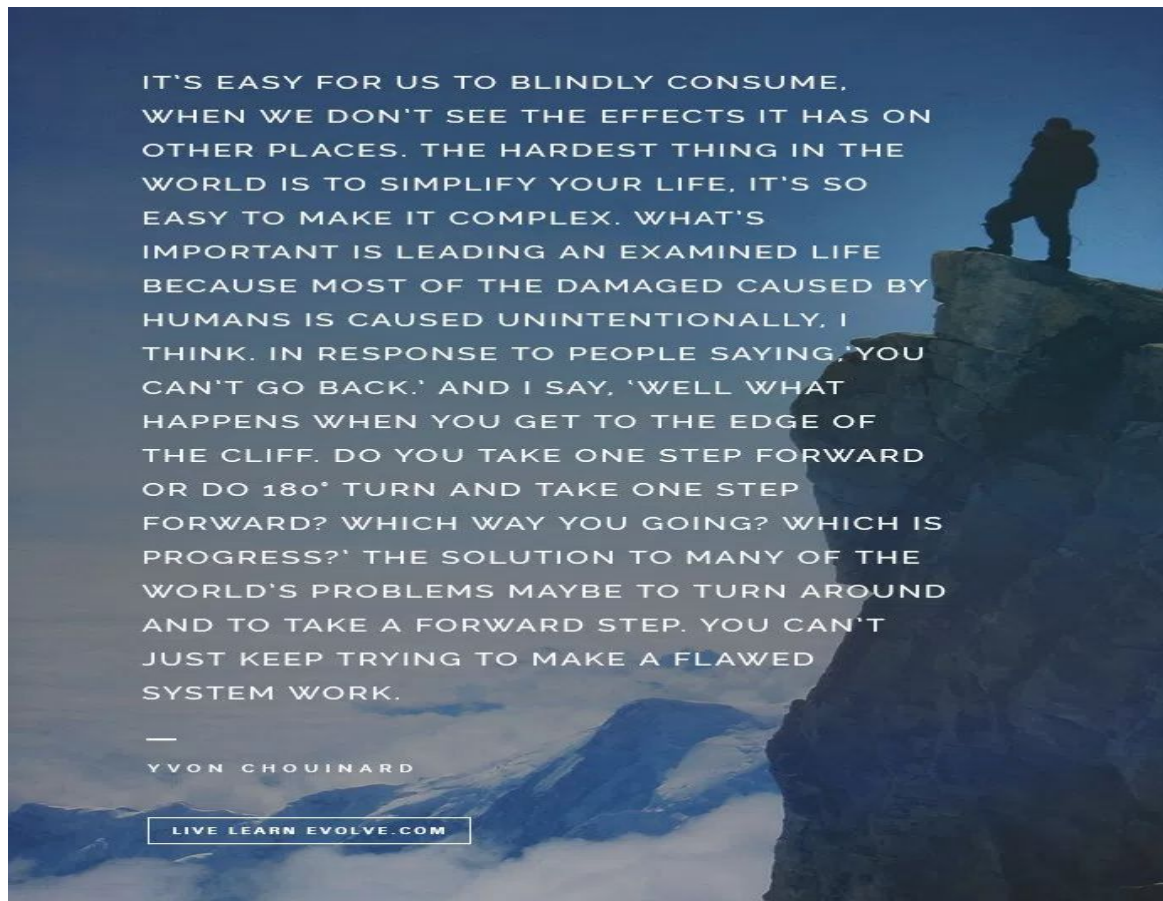 IT'S EASY FOR US TO BLINDLY CONSUME,
WHEN WE DON'T SEE THE EFFECTS IT HAS ON
OTHER PLACES. THE HARDEST THING IN THE
WORLD IS TO SIMPLIFY YOUR LIFE, IT'S SO
EASY TO MAKE IT COMPLEX. WHAT'S
IMPORTANT IS LEADING AN EXAMINED LIFE
BECAUSE MOST OF THE DAMAGED CAUSED BY
HUMANS IS CAUSED UNINTENTIONALLY, I
THINK. IN RESPONSE TO PEOPLE SAYING,'YOU
CAN'T GO BACK.' AND I SAY, 'WELL WHAT
HAPPENS WHEN YOU GET TO THE EDGE OF
THE CLIFF. DO YOU TAKE ONE STEP FORWARD
OR DO 180° TURN AND TAKE ONE STEP
FORWARD? WHICH WAY YOU GOING? WHICH IS
PROGRESS?' THE SOLUTION TO MANY OF THE
WORLD'S PROBLEMS MAYBE TO TURN AROUND
AND TO TAKE A FORWARD STEP. YOU CAN'T
JUST KEEP TRYING TO MAKE A FLAWED
SYSTEM WORK.
—
YVON CHOUINARD
LIVE LEARN EVOLVE.COM